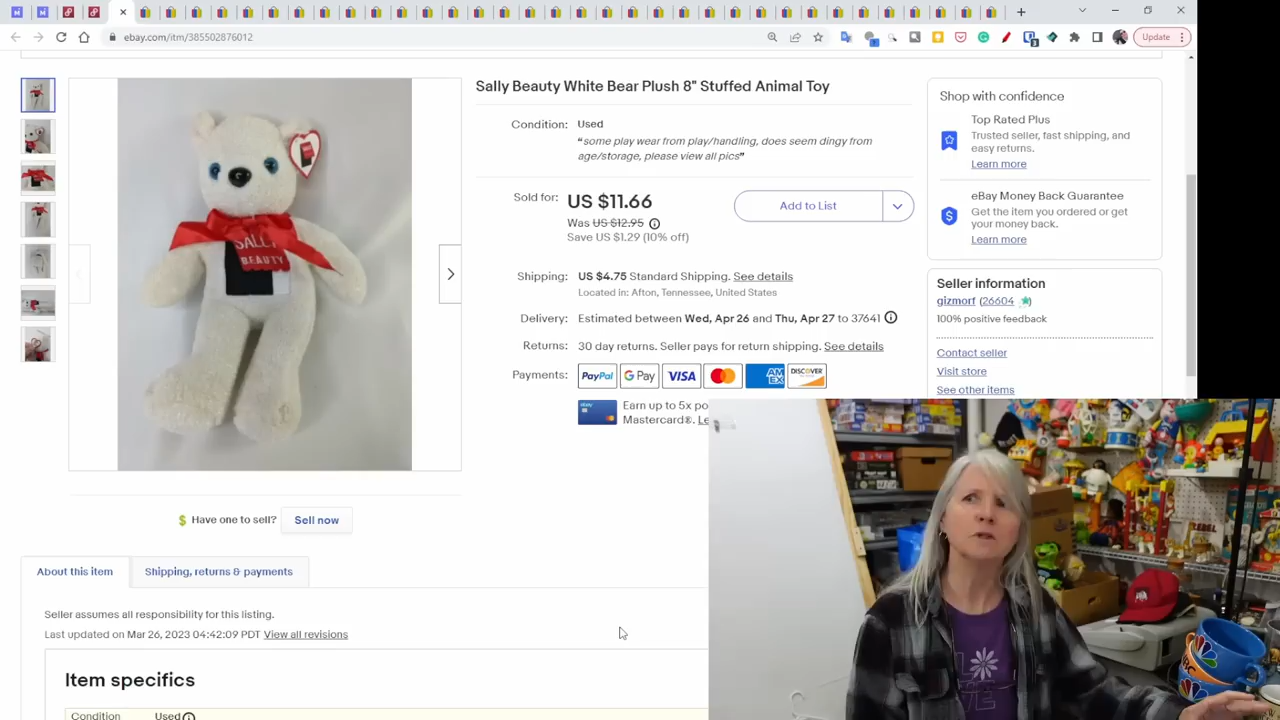 Update
ebay.com/itm/385502876012
Sally Beauty White Bear Plush 8" Stuffed Animal Toy
Condition: Used
“some play wear from play/handling, does seem dingy from
age/storage, please view all pics”
Sold for: US $11.66
Add to List
Was US $12.95
Save US $1.29 (10% off)
Shipping: US $4.75 Standard Shipping. See details
Located in: Afton, Tennessee, United States
Delivery: Estimated between Wed, Apr 26 and Thu, Apr 27 to 37641
Returns: 30 day returns. Seller pays for return shipping. See details
Payments: PayPal G Pay VISA mastercard AM EX DISCOVER
ebay
Earn up to 5x po
Mastercard®. Le
Shop with confidence
Top Rated Plus
Trusted seller, fast shipping, and
easy returns.
Learn more
eBay Money Back Guarantee
Get the item you ordered or get
your money back.
Learn more
Seller information
gizmorf (26604)
100% positive feedback
Contact seller
Visit store
See other items
SALLY
BEAUTY
Have one to sell? Sell now
About this item
Shipping, returns & payments
Seller assumes all responsibility for this listing.
Last updated on Mar 26, 2023 04:42:09 PDT View all revisions
Item specifics
Condition Used
NBC